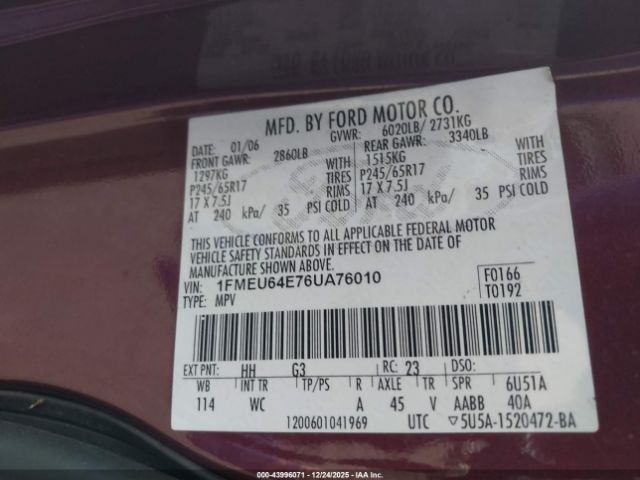 MFD. BY FORD MOTOR CO.
DATE: 01/06 GVWR: 6020LB/ 2731KG
FRONT GAWR: 2860LB REAR GAWR: 3340LB
1297KG WITH 1515KG WITH
P245/65R17 TIRES P245/65R17 TIRES
17 X 7.5J RIMS 17 X 7.5J RIMS
AT 240 kPa/ 35 PSI COLD AT 240 kPa/ 35 PSI COLD
THIS VEHICLE CONFORMS TO ALL APPLICABLE FEDERAL MOTOR
VEHICLE SAFETY STANDARDS IN EFFECT ON THE DATE OF
MANUFACTURE SHOWN ABOVE.
VIN: 1FMEU64E76UA76010 F0166
TYPE: MPV T0192
EXT PNT: HH G3 RC: 23 DSO:
WB INT TR TP/PS R AXLE TR SPR 6U51A
114 WC A 45 V AABB 40A
1200601041969 UTC ▽5U5A-1520472-BA
000-43996071 | 12/24/2025 - IAAI.com